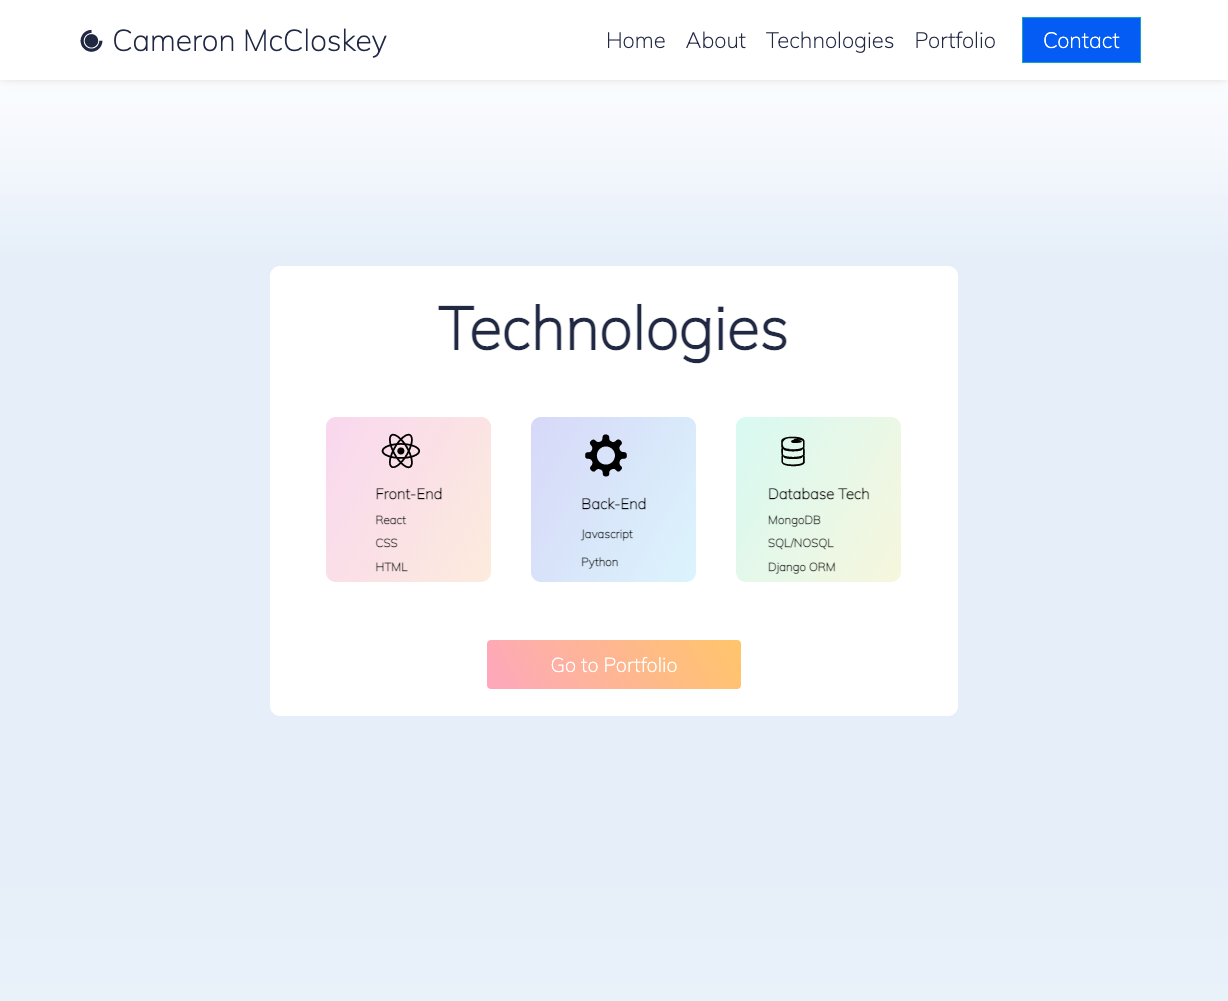 Cameron McCloskey
Home About Technologies Portfolio Contact
Technologies
Front-End
React
CSS
HTML
Back-End
Javascript
Python
Database Tech
MongoDB
SQL/NOSQL
Django ORM
Go to Portfolio